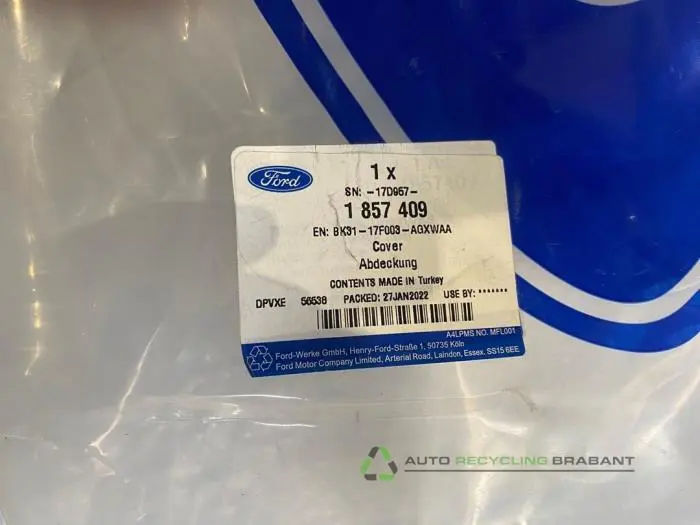 Ford
1 x
SN: -17D957-
1 857 409
EN: BK31-17F003-AGXWAA
Cover
Abdeckung
CONTENTS MADE IN Turkey
DPVXE 56538 PACKED: 27JAN2022 USE BY: *******
A4LPMS NO. MFL001
Ford-Werke GmbH, Henry-Ford-Straße 1, 50735 Köln
Ford Motor Company Limited, Arterial Road, Laindon, Essex. SS15 6EE
AUTO RECYCLING BRABANT